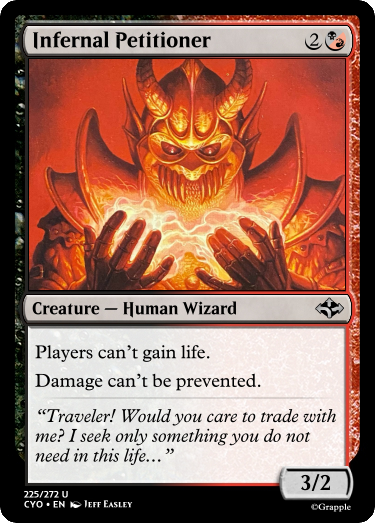 Infernal Petitioner 2
Creature — Human Wizard
Players can't gain life.
Damage can't be prevented.
“Traveler! Would you care to trade with
me? I seek only something you do not
need in this life…”
3/2
225/272 U
CYO • EN Jeff Easley
©Grapple